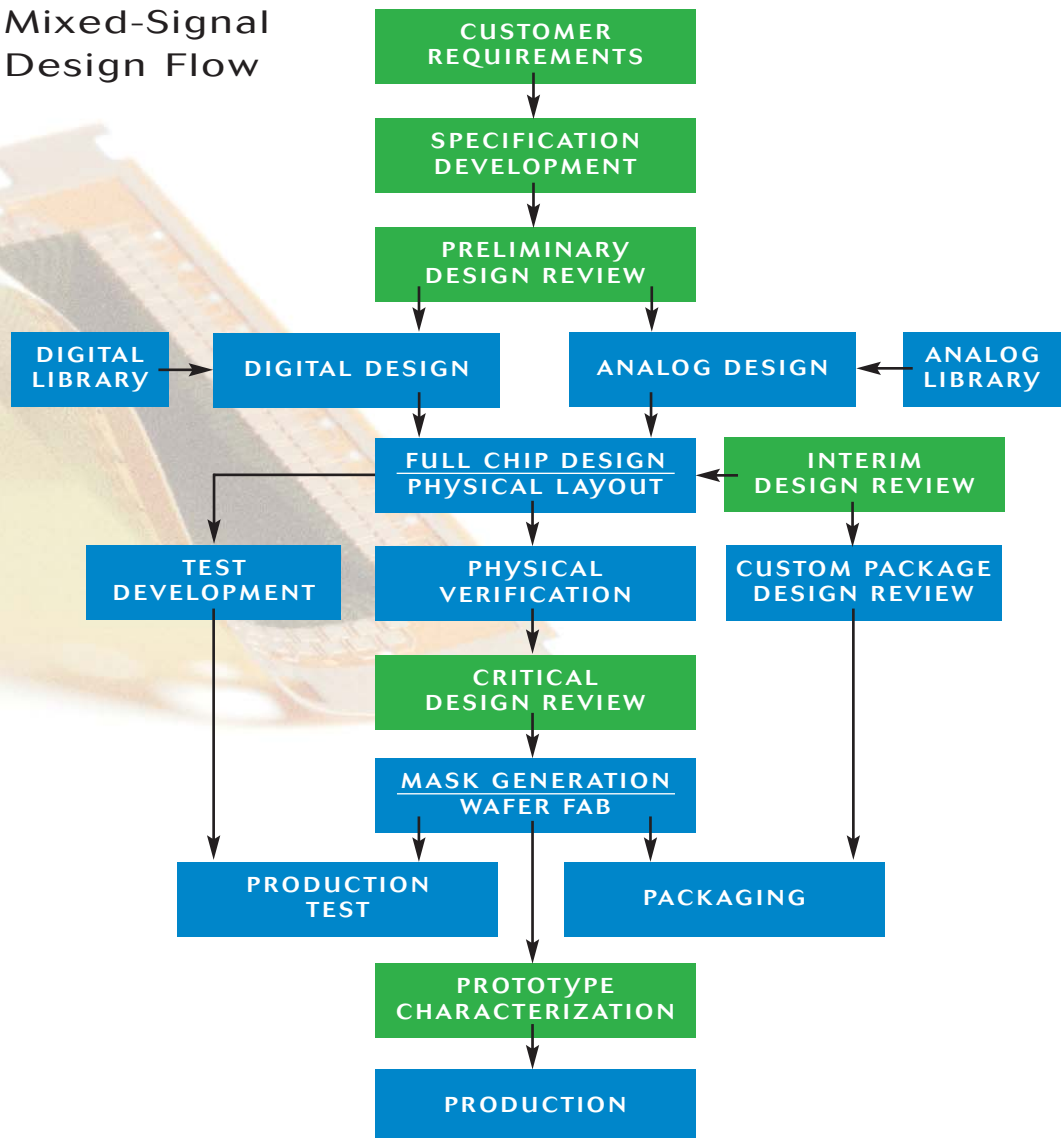 Mixed-Signal
Design Flow
CUSTOMER
REQUIREMENTS
SPECIFICATION
DEVELOPMENT
PRELIMINARY
DESIGN REVIEW
DIGITAL
LIBRARY
DIGITAL DESIGN
ANALOG DESIGN
ANALOG
LIBRARY
FULL CHIP DESIGN
PHYSICAL LAYOUT
INTERIM
DESIGN REVIEW
TEST
DEVELOPMENT
PHYSICAL
VERIFICATION
CUSTOM PACKAGE
DESIGN REVIEW
CRITICAL
DESIGN REVIEW
MASK GENERATION
WAFER FAB
PRODUCTION
TEST
PACKAGING
PROTOTYPE
CHARACTERIZATION
PRODUCTION